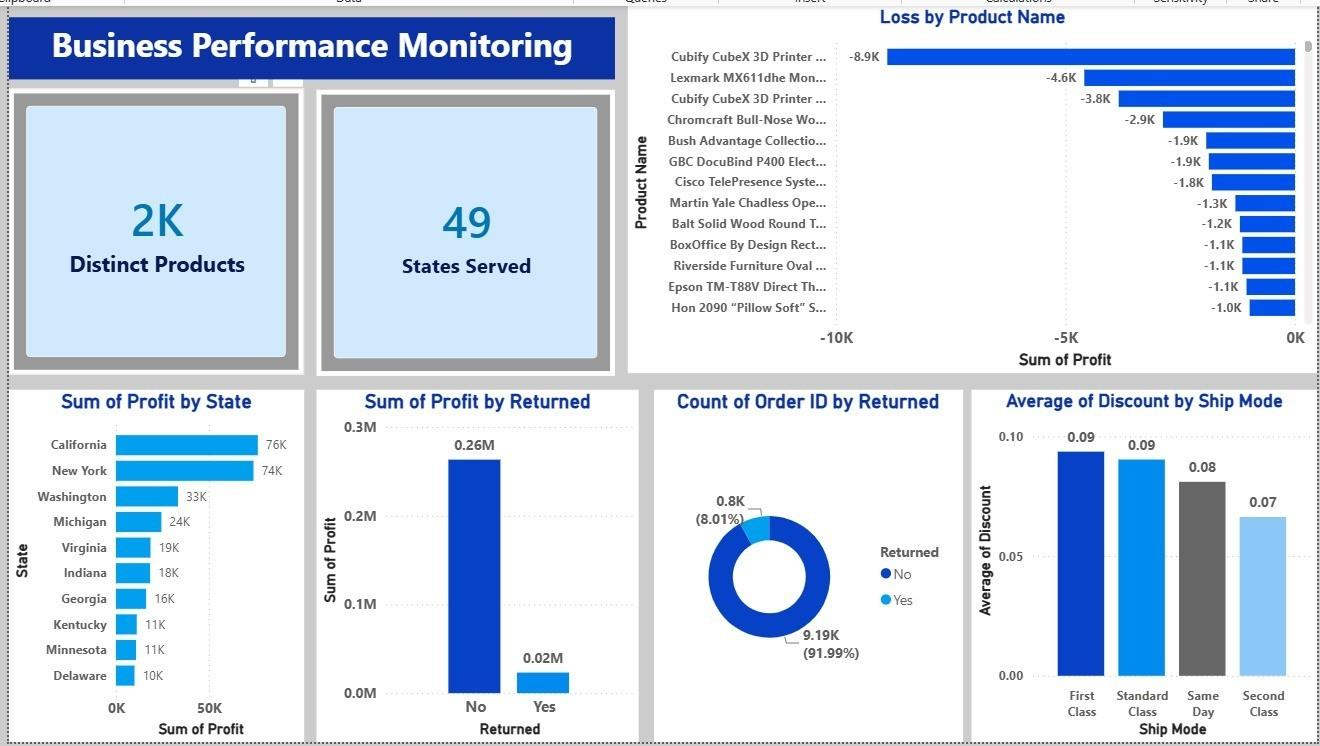 Clipboard
Data
Queries
Insert
Calculations
Sensitivity
Share
Business Performance Monitoring
2K
Distinct Products
49
States Served
Loss by Product Name
Product Name
Cubify CubeX 3D Printer ... -8.9K
Lexmark MX611dhe Mon... -4.6K
Cubify CubeX 3D Printer ... -3.8K
Chromcraft Bull-Nose Wo... -2.9K
Bush Advantage Collectio... -1.9K
GBC DocuBind P400 Elect... -1.9K
Cisco TelePresence Syste... -1.8K
Martin Yale Chadless Ope... -1.3K
Balt Solid Wood Round T... -1.2K
BoxOffice By Design Rect... -1.1K
Riverside Furniture Oval ... -1.1K
Epson TM-T88V Direct Th... -1.1K
Hon 2090 “Pillow Soft” S... -1.0K
-10K -5K 0K
Sum of Profit
Sum of Profit by State
State
California 76K
New York 74K
Washington 33K
Michigan 24K
Virginia 19K
Indiana 18K
Georgia 16K
Kentucky 11K
Minnesota 11K
Delaware 10K
0K 50K
Sum of Profit
Sum of Profit by Returned
Sum of Profit
0.3M
0.2M
0.1M
0.0M
0.26M
0.02M
No Yes
Returned
Count of Order ID by Returned
0.8K
(8.01%)
9.19K
(91.99%)
Returned
No
Yes
Average of Discount by Ship Mode
Average of Discount
0.10
0.05
0.00
0.09 0.09 0.08 0.07
First Standard Same Second
Class Class Day Class
Ship Mode